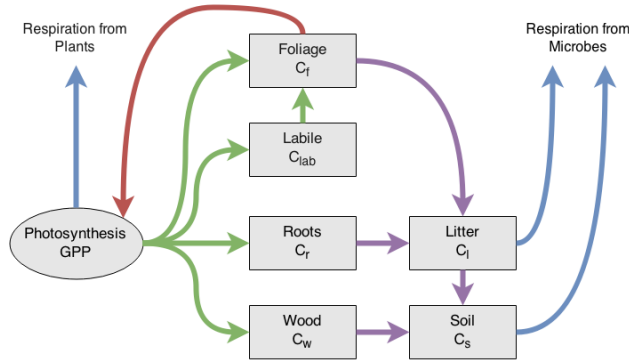 Respiration from
Plants
Respiration from
Microbes
Foliage
Cf
Labile
Clab
Photosynthesis
GPP
Roots
Cr
Litter
Cl
Wood
Cw
Soil
Cs